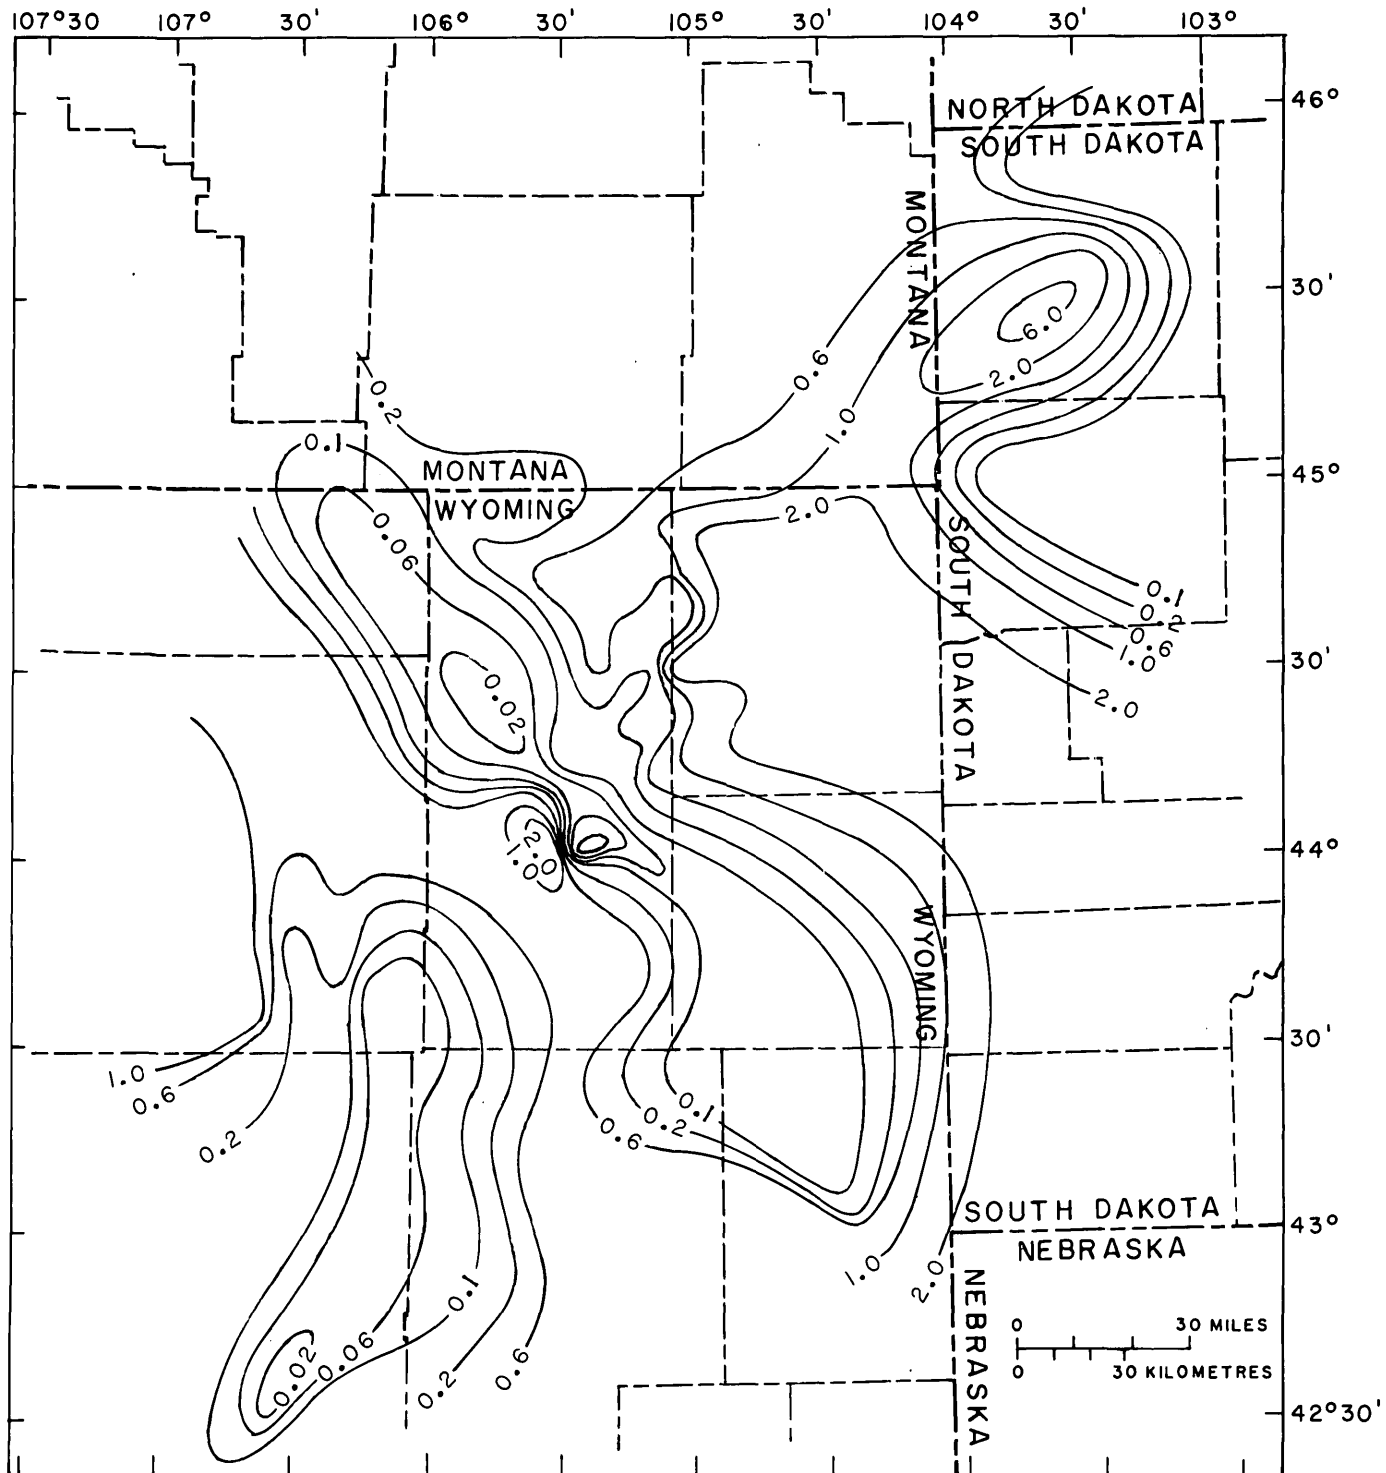 107°30 107° 30' 106° 30' 105° 30' 104° 30' 103°
46°
NORTH DAKOTA
SOUTH DAKOTA
MONTANA
30'
6.0
0.6
2.0
0.2
1.0
0.1
MONTANA
45°
WYOMING
2.0
0.06
SOUTH DAKOTA
0.1
0.2
0.6
1.0
30'
0.02
2.0
2.0
1.0
44°
WYOMING
30'
1.0
0.6
0.1
0.2
0.6
0.2
SOUTH DAKOTA
43°
NEBRASKA
1.0
2.0
0.1
NEBRASKA
0 30 MILES
0.06
0.6
0.02
0.2
0 30 KILOMETRES
42°30'